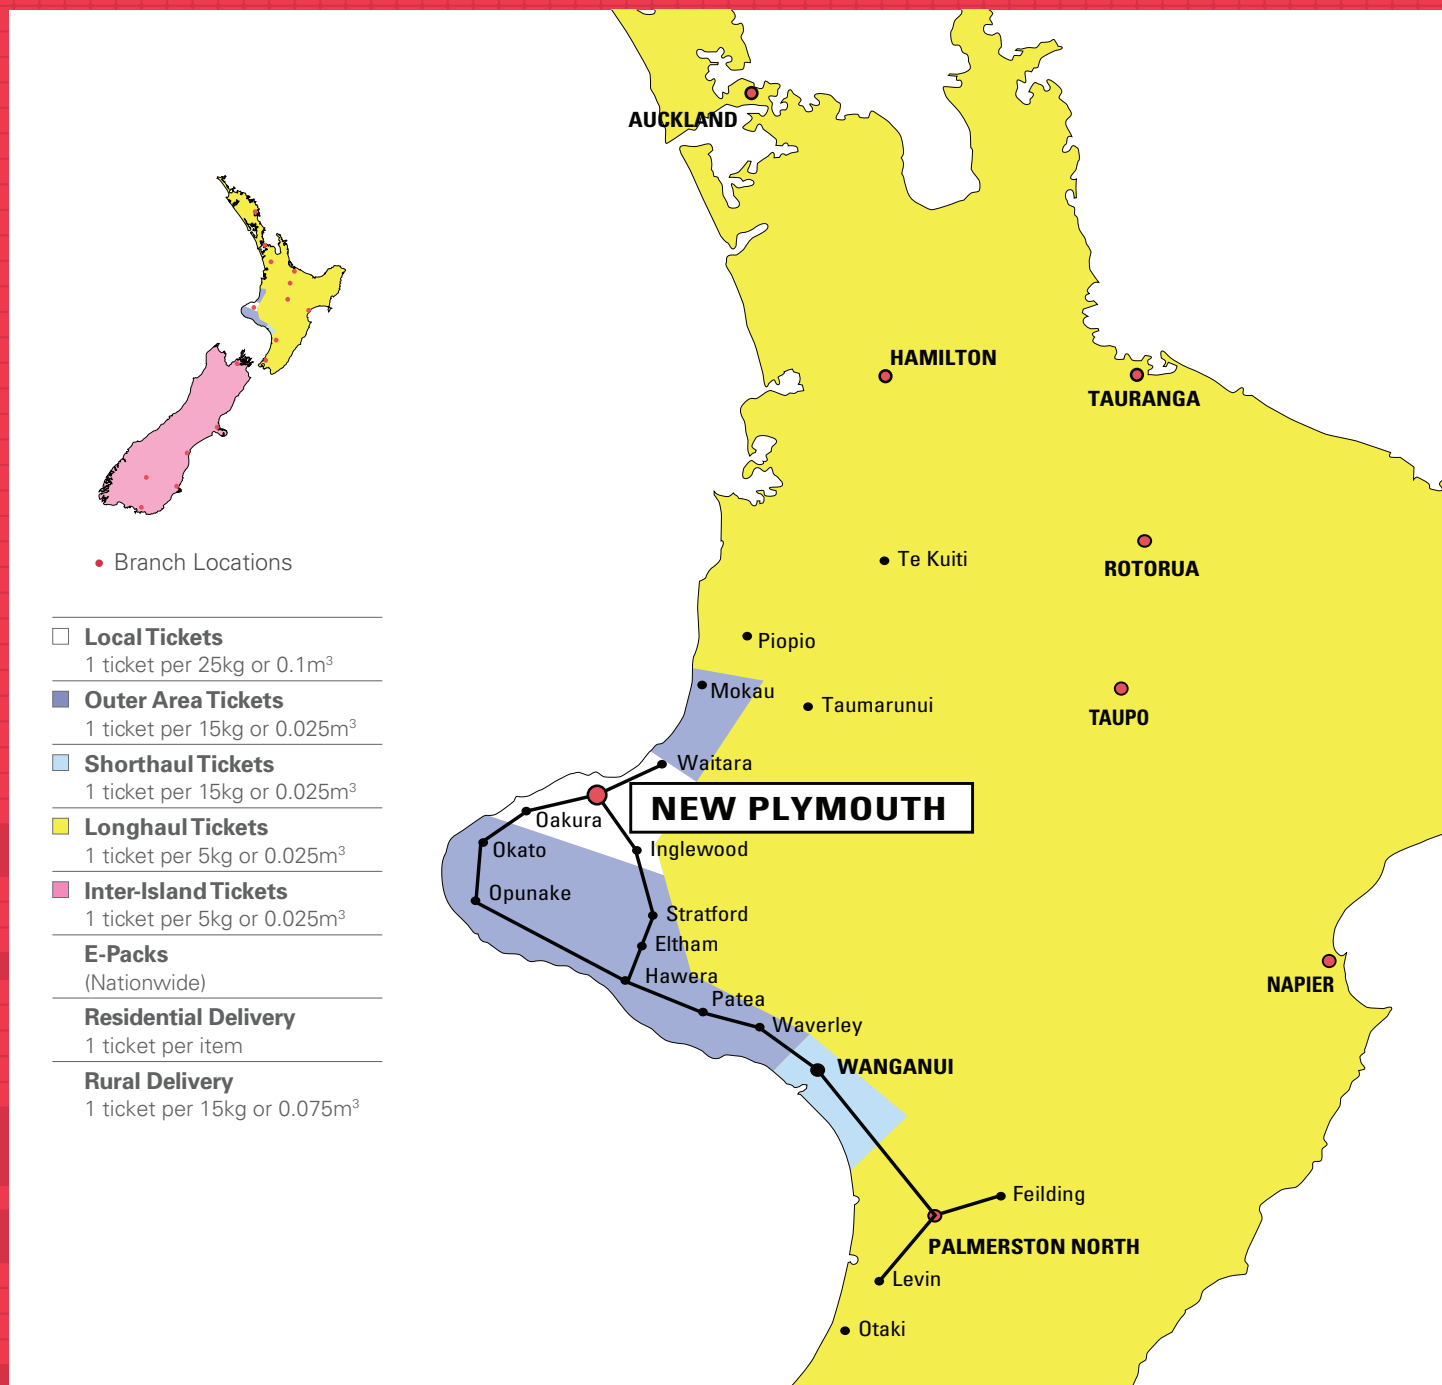 AUCKLAND
HAMILTON
TAURANGA
Te Kuiti
ROTORUA
Piopio
Mokau
Taumarunui
TAUPO
Waitara
NEW PLYMOUTH
Oakura
Okato
Inglewood
Opunake
Stratford
Eltham
Hawera
Patea
Waverley
NAPIER
WANGANUI
Feilding
PALMERSTON NORTH
Levin
Otaki
Branch Locations
Local Tickets
1 ticket per 25kg or 0.1m³
Outer Area Tickets
1 ticket per 15kg or 0.025m³
Shorthaul Tickets
1 ticket per 15kg or 0.025m³
Longhaul Tickets
1 ticket per 5kg or 0.025m³
Inter-Island Tickets
1 ticket per 5kg or 0.025m³
E-Packs
(Nationwide)
Residential Delivery
1 ticket per item
Rural Delivery
1 ticket per 15kg or 0.075m³